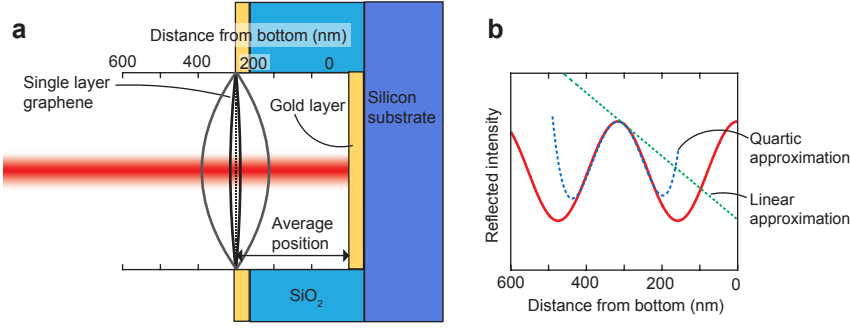 a
Distance from bottom (nm)
600 400 200 0
Single layer
graphene
Gold layer
Silicon
substrate
Average
position
SiO2
b
Reflected intensity
Quartic
approximation
Linear
approximation
600 400 200 0
Distance from bottom (nm)